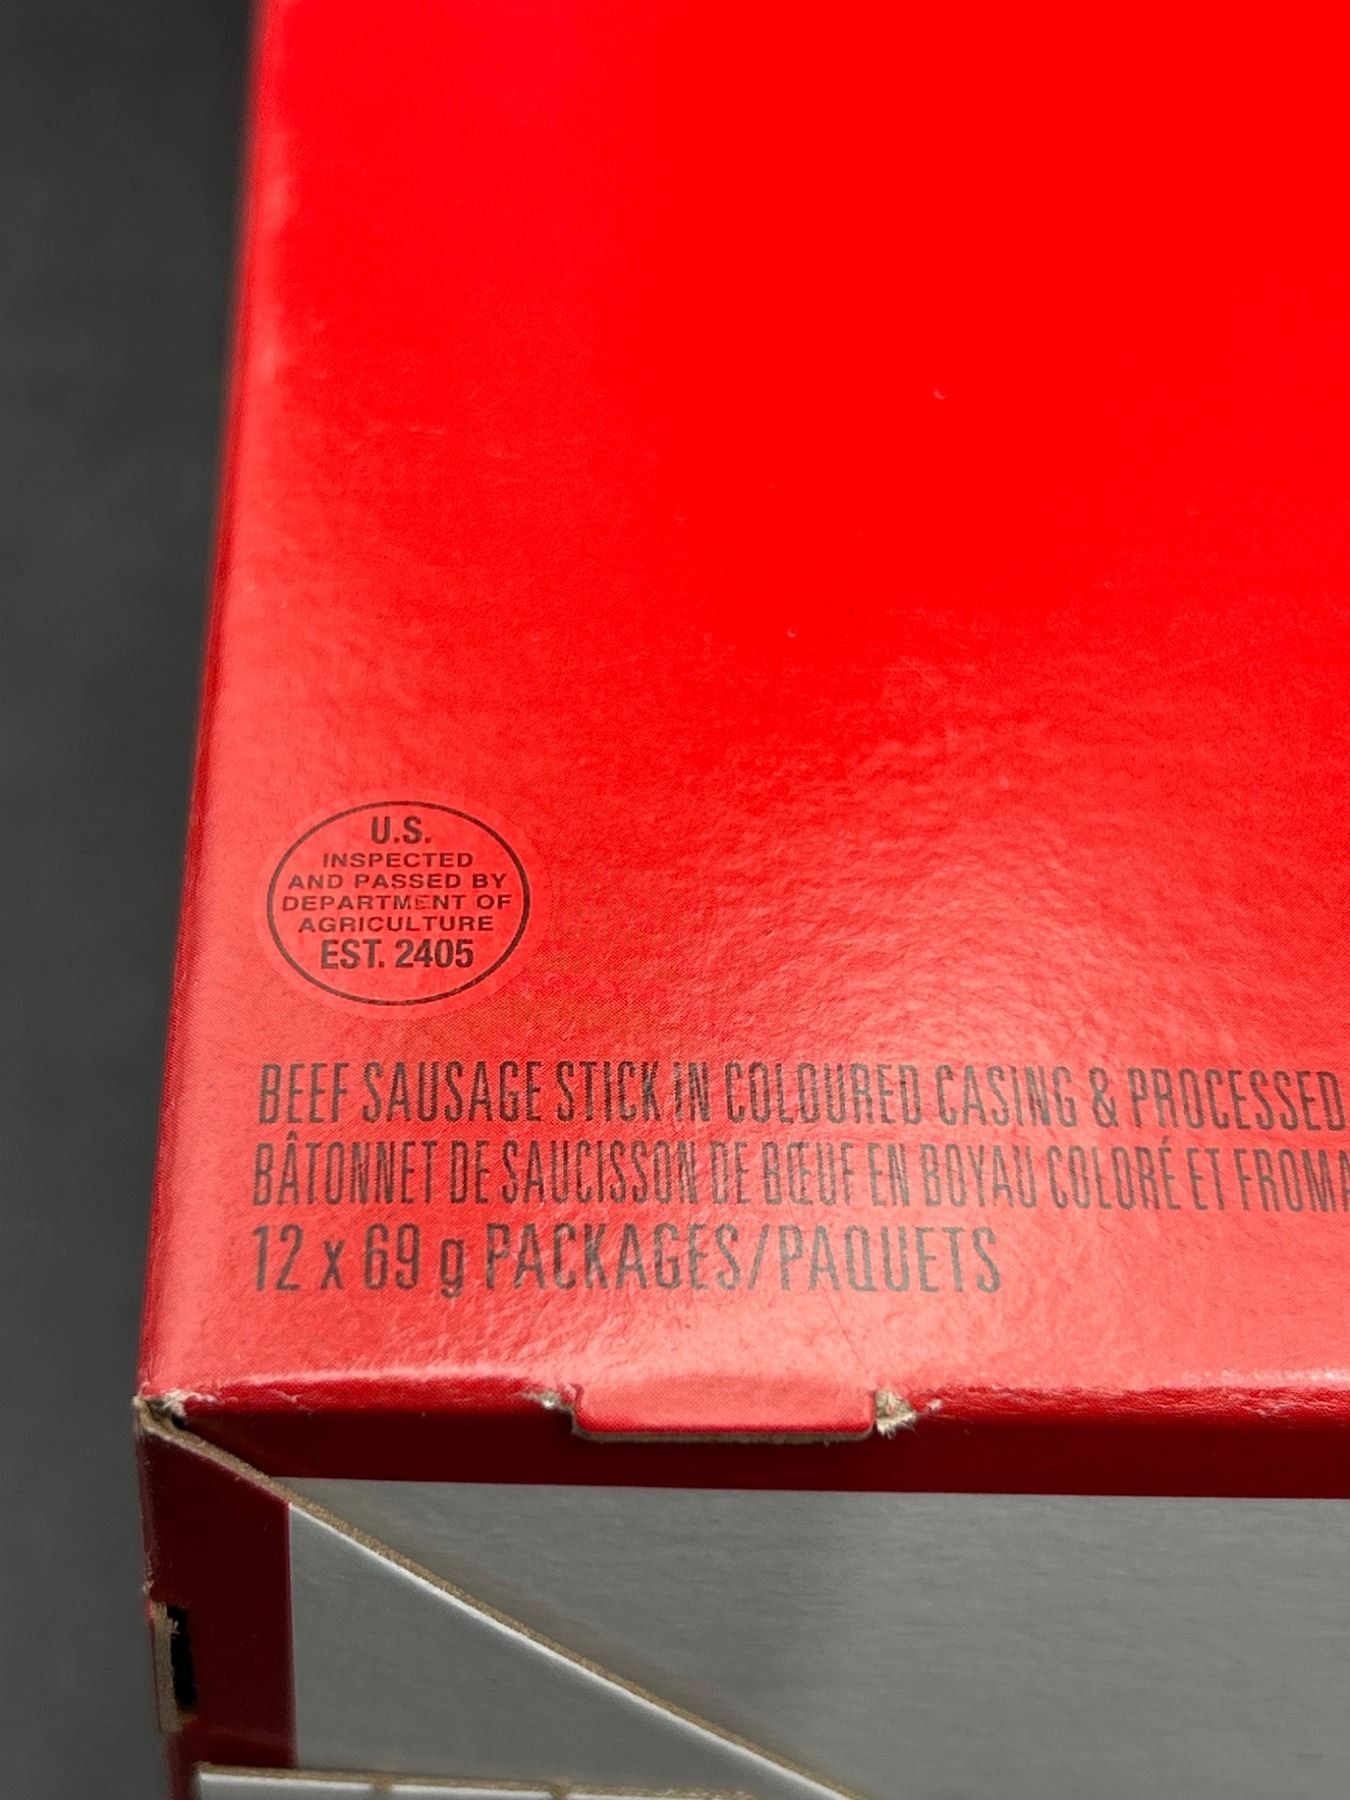 U.S.
INSPECTED
AND PASSED BY
DEPARTMENT OF
AGRICULTURE
EST. 2405
BEEF SAUSAGE STICK IN COLOURED CASING & PROCESSED
BÂTONNET DE SAUCISSON DE BŒUF EN BOYAU COLORÉ ET FROMA
12 x 69 g PACKAGES/PAQUETS